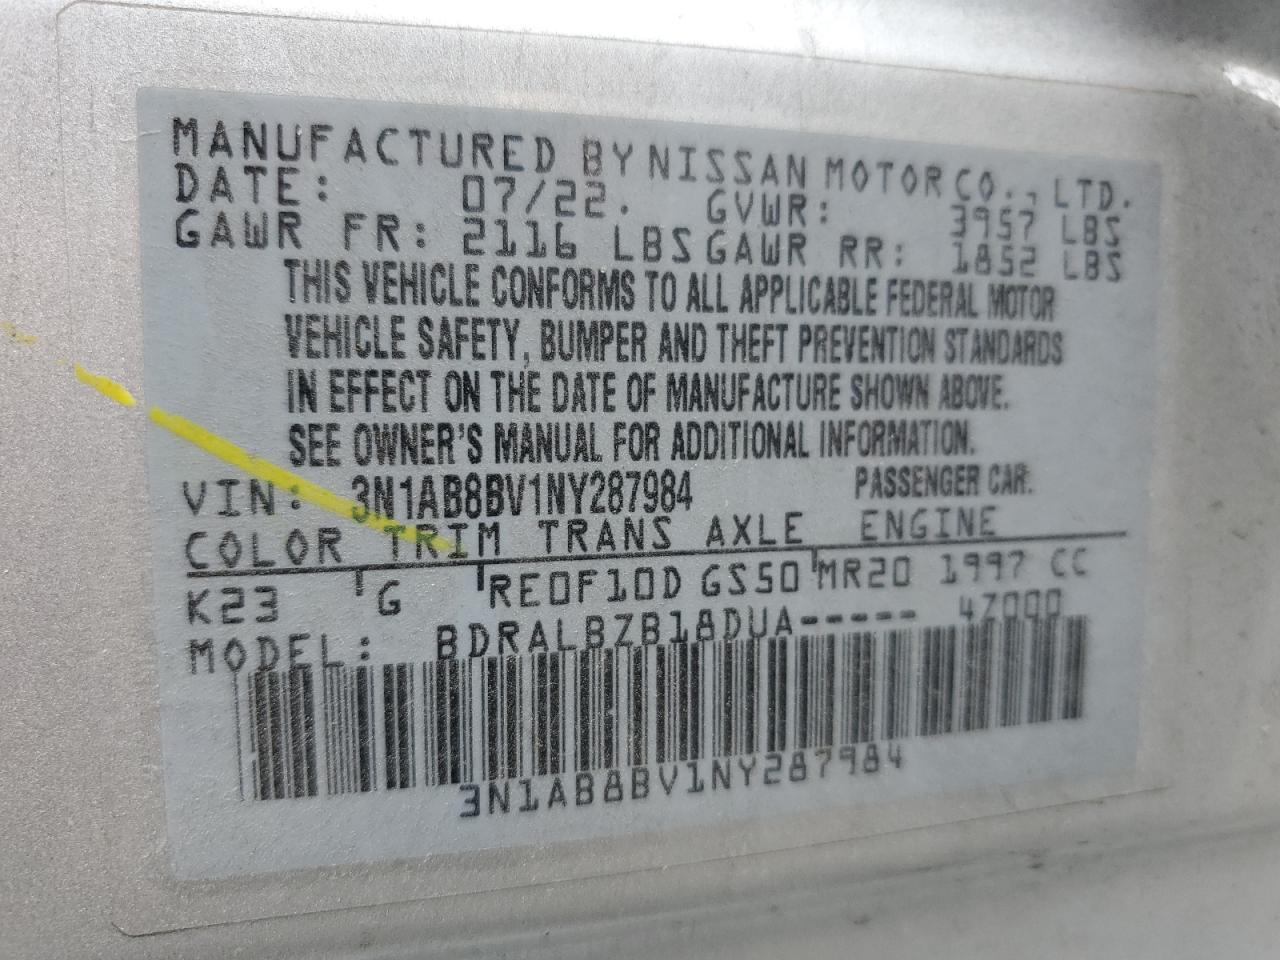 MANUFACTURED BY NISSAN MOTOR CO., LTD.
DATE: 07/22. GVWR: 3957 LBS
GAWR FR: 2116 LBS GAWR RR: 1852 LBS
THIS VEHICLE CONFORMS TO ALL APPLICABLE FEDERAL MOTOR
VEHICLE SAFETY, BUMPER AND THEFT PREVENTION STANDARDS
IN EFFECT ON THE DATE OF MANUFACTURE SHOWN ABOVE.
SEE OWNER'S MANUAL FOR ADDITIONAL INFORMATION.
VIN: 3N1AB8BV1NY287984 PASSENGER CAR.
COLOR TRIM TRANS AXLE ENGINE
K23 G RE0F10D GS50 MR20 1997 CC
MODEL: BDRALBZB18DUA----- 4Z000
3N1AB8BV1NY287984